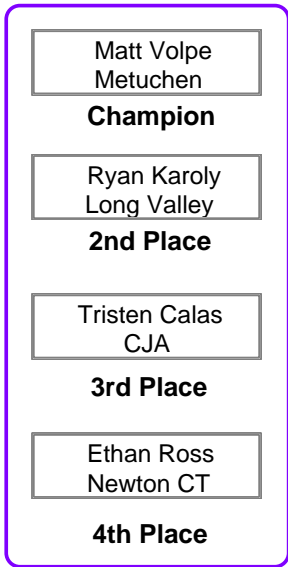 Matt Volpe
Metuchen
Champion
Ryan Karoly
Long Valley
2nd Place
Tristen Calas
CJA
3rd Place
Ethan Ross
Newton CT
4th Place